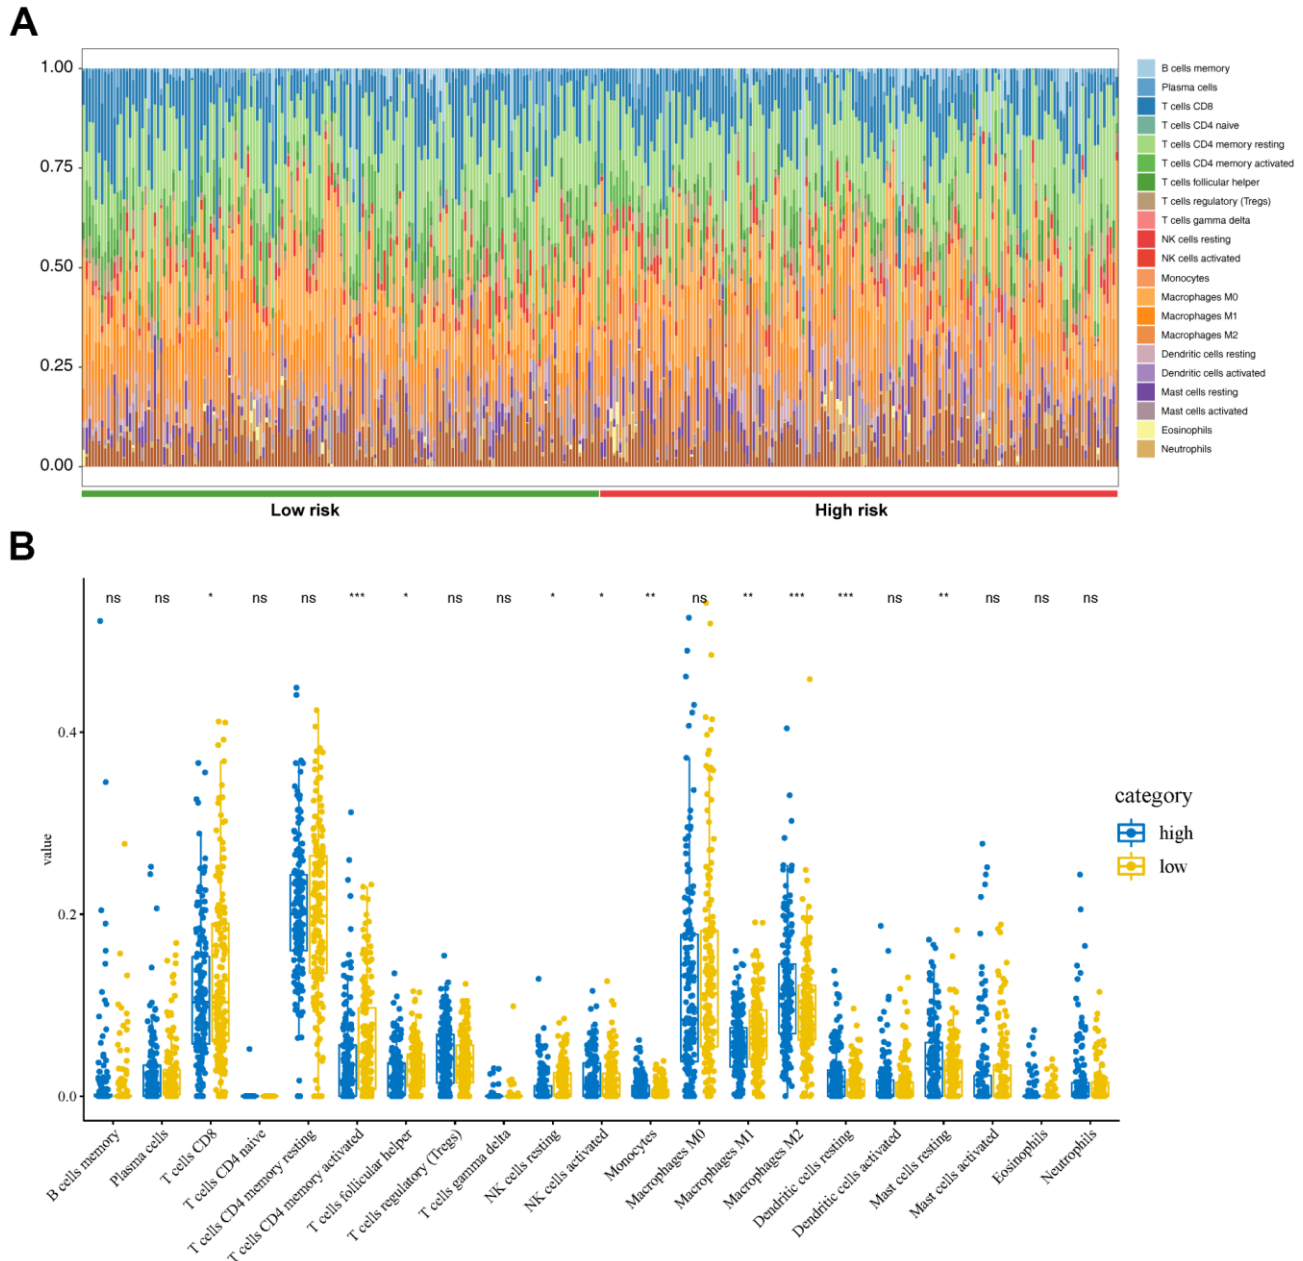 A
1.00
0.75
0.50
0.25
0.00
Low risk
High risk
B cells memory
Plasma cells
T cells CD8
T cells CD4 naive
T cells CD4 memory resting
T cells CD4 memory activated
T cells follicular helper
T cells regulatory (Tregs)
T cells gamma delta
NK cells resting
NK cells activated
Monocytes
Macrophages M0
Macrophages M1
Macrophages M2
Dendritic cells resting
Dendritic cells activated
Mast cells resting
Mast cells activated
Eosinophils
Neutrophils
B
ns ns * ns ns *** * ns ns * * ** ns ** *** *** ns ** ns ns ns
value
0.4
0.2
0.0
B cells memory
Plasma cells
T cells CD8
T cells CD4 naive
T cells CD4 memory resting
T cells CD4 memory activated
T cells follicular helper
T cells regulatory (Tregs)
T cells gamma delta
NK cells resting
NK cells activated
Monocytes
Macrophages M0
Macrophages M1
Macrophages M2
Dendritic cells resting
Dendritic cells activated
Mast cells resting
Mast cells activated
Eosinophils
Neutrophils
category
high
low